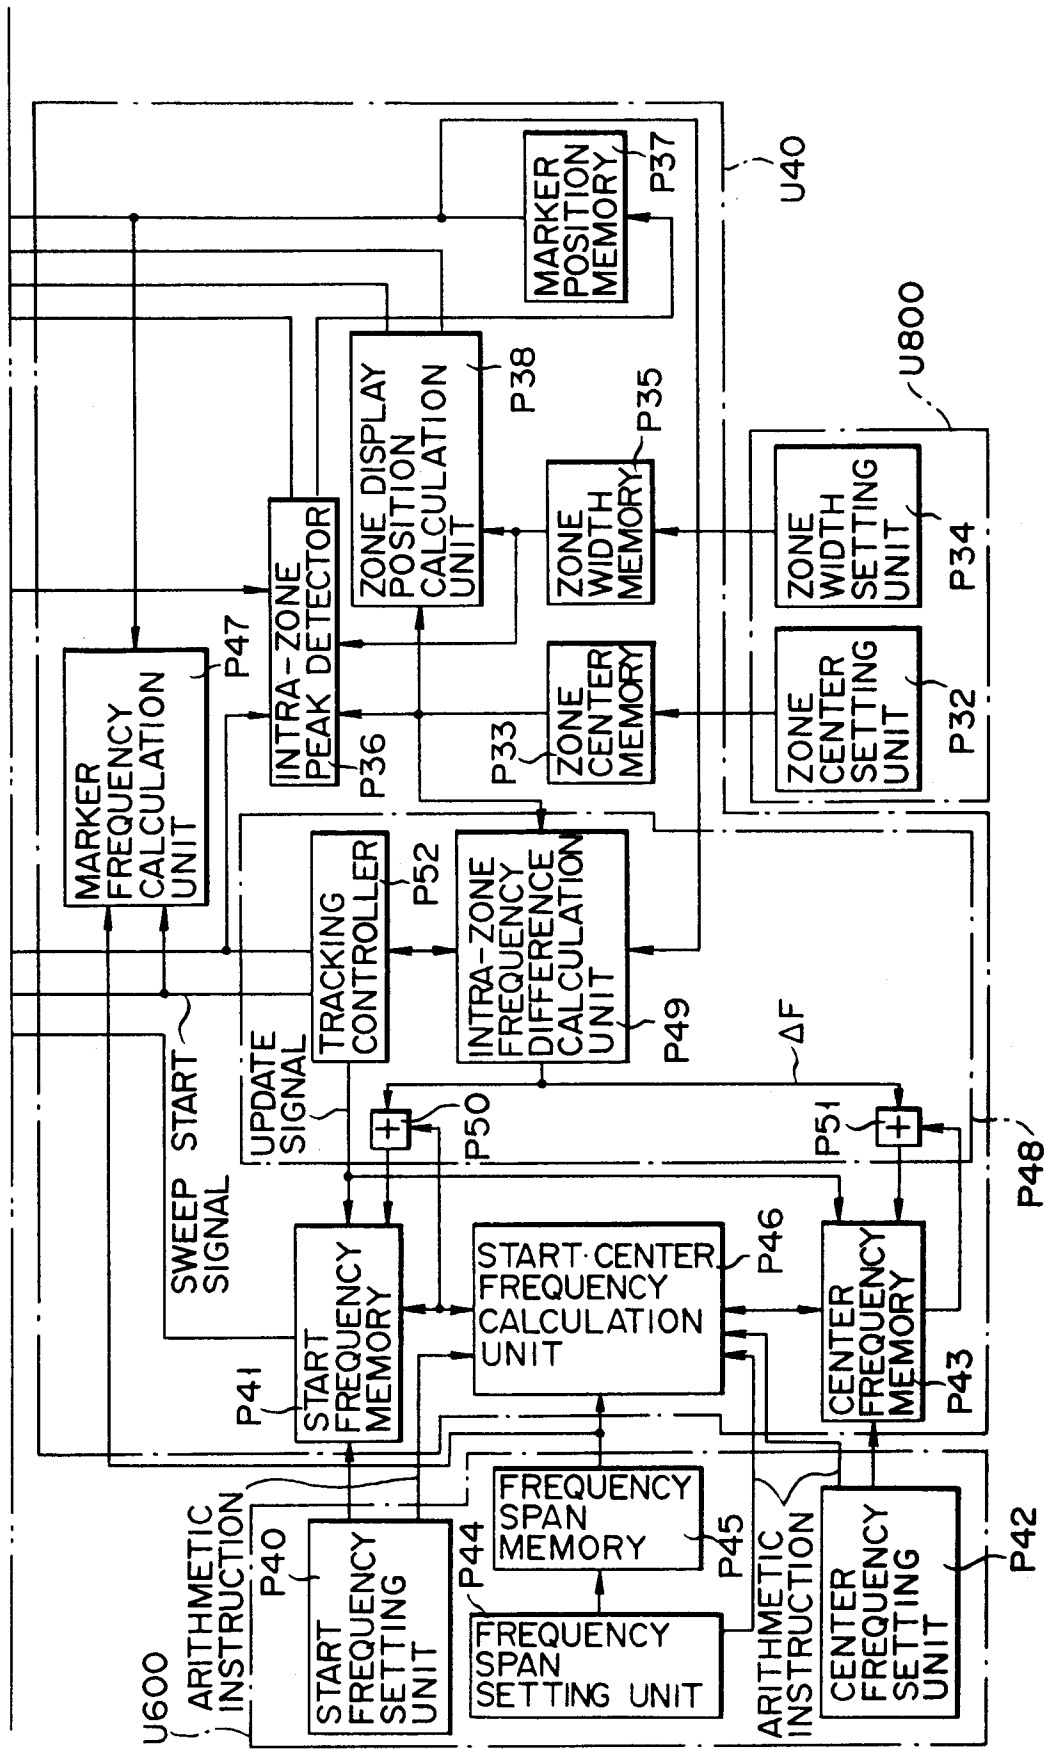 U600
ARITHMETIC
INSTRUCTION
P40
START
FREQUENCY
SETTING
UNIT
P44
FREQUENCY
SPAN
SETTING UNIT
FREQUENCY
SPAN
MEMORY
P45
ARITHMETIC
INSTRUCTION
CENTER
FREQUENCY
SETTING
UNIT
P42
P41
START
FREQUENCY
MEMORY
START·CENTER
FREQUENCY
CALCULATION
UNIT
P46
CENTER
FREQUENCY
MEMORY
P43
SWEEP START
SIGNAL
UPDATE
SIGNAL
+
P50
P51
+
ΔF
P48
TRACKING
CONTROLLER
P52
INTRA-ZONE
FREQUENCY
DIFFERENCE
CALCULATION
UNIT
P49
MARKER
FREQUENCY
CALCULATION
UNIT
P47
INTRA-ZONE
PEAK DETECTOR
P36
P33
ZONE
CENTER
MEMORY
ZONE
CENTER
SETTING
UNIT
P32
ZONE DISPLAY
POSITION
CALCULATION
UNIT
P38
ZONE
WIDTH
MEMORY
P35
ZONE
WIDTH
SETTING
UNIT
P34
U800
MARKER
POSITION
MEMORY
P37
U40